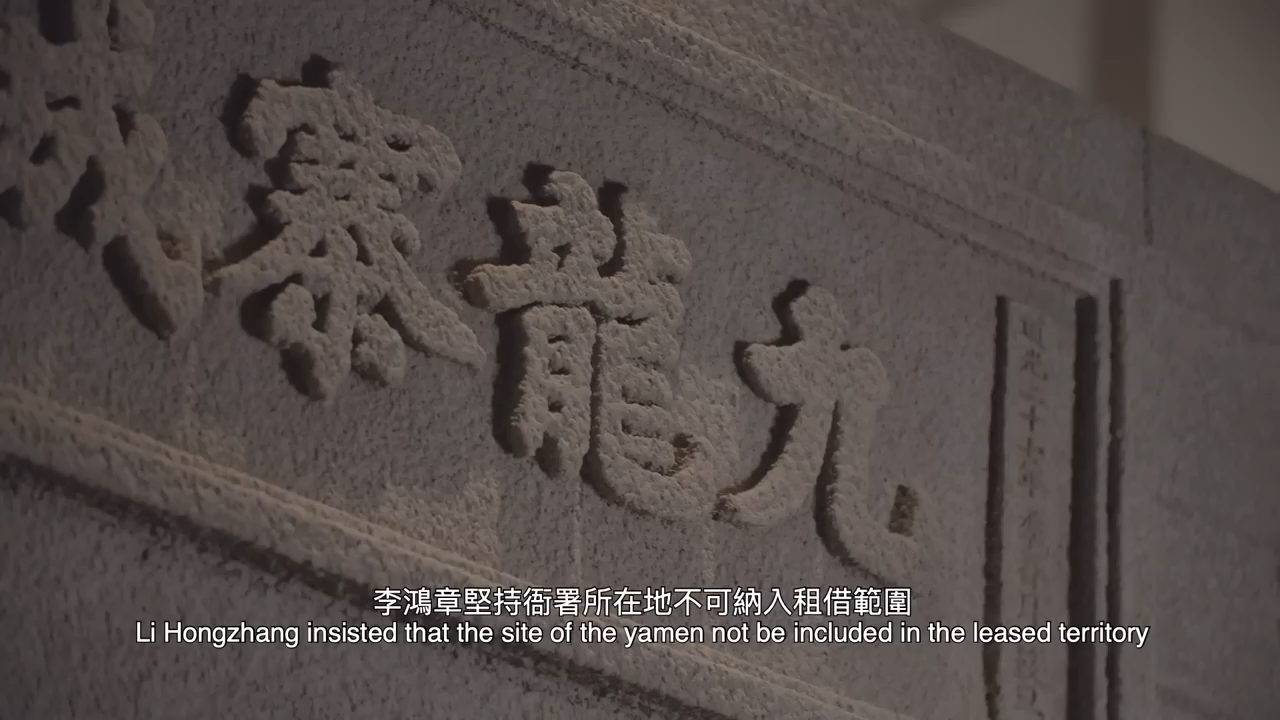 九龍寨
李鴻章堅持衙署所在地不可納入租借範圍
Li Hongzhang insisted that the site of the yamen not be included in the leased territory